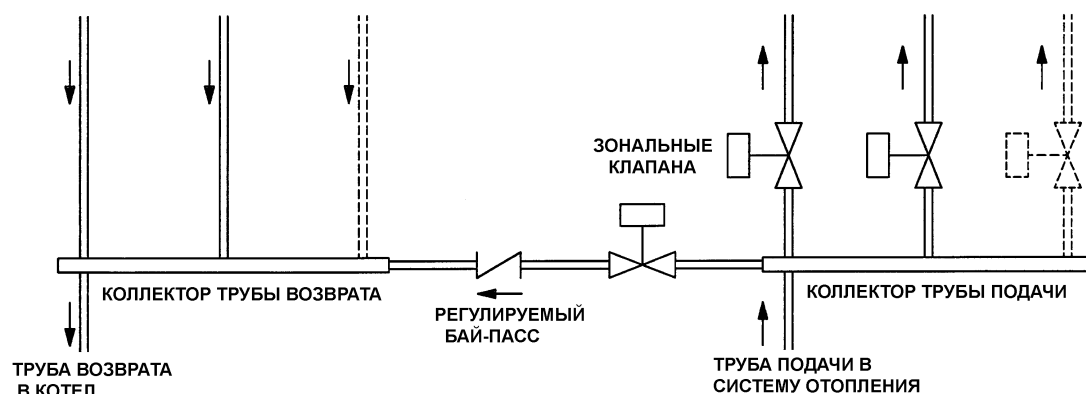 ЗОНАЛЬНЫЕ
КЛАПАНА
КОЛЛЕКТОР ТРУБЫ ВОЗВРАТА
КОЛЛЕКТОР ТРУБЫ ПОДАЧИ
РЕГУЛИРУЕМЫЙ
БАЙ-ПАСС
ТРУБА ВОЗВРАТА
В КОТЕЛ
ТРУБА ПОДАЧИ В
СИСТЕМУ ОТОПЛЕНИЯ